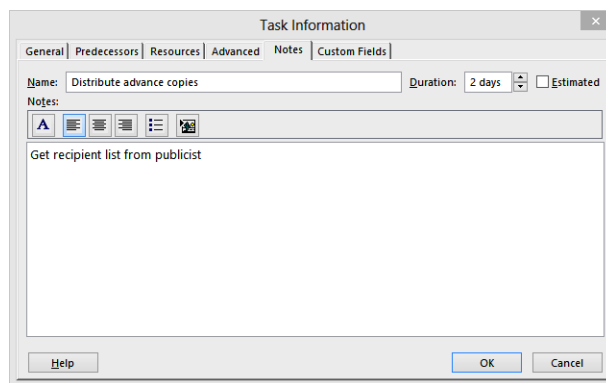 Task Information
General Predecessors Resources Advanced Notes Custom Fields
Name: Distribute advance copies Duration: 2 days Estimated
Notes:
A
Get recipient list from publicist
Help OK Cancel